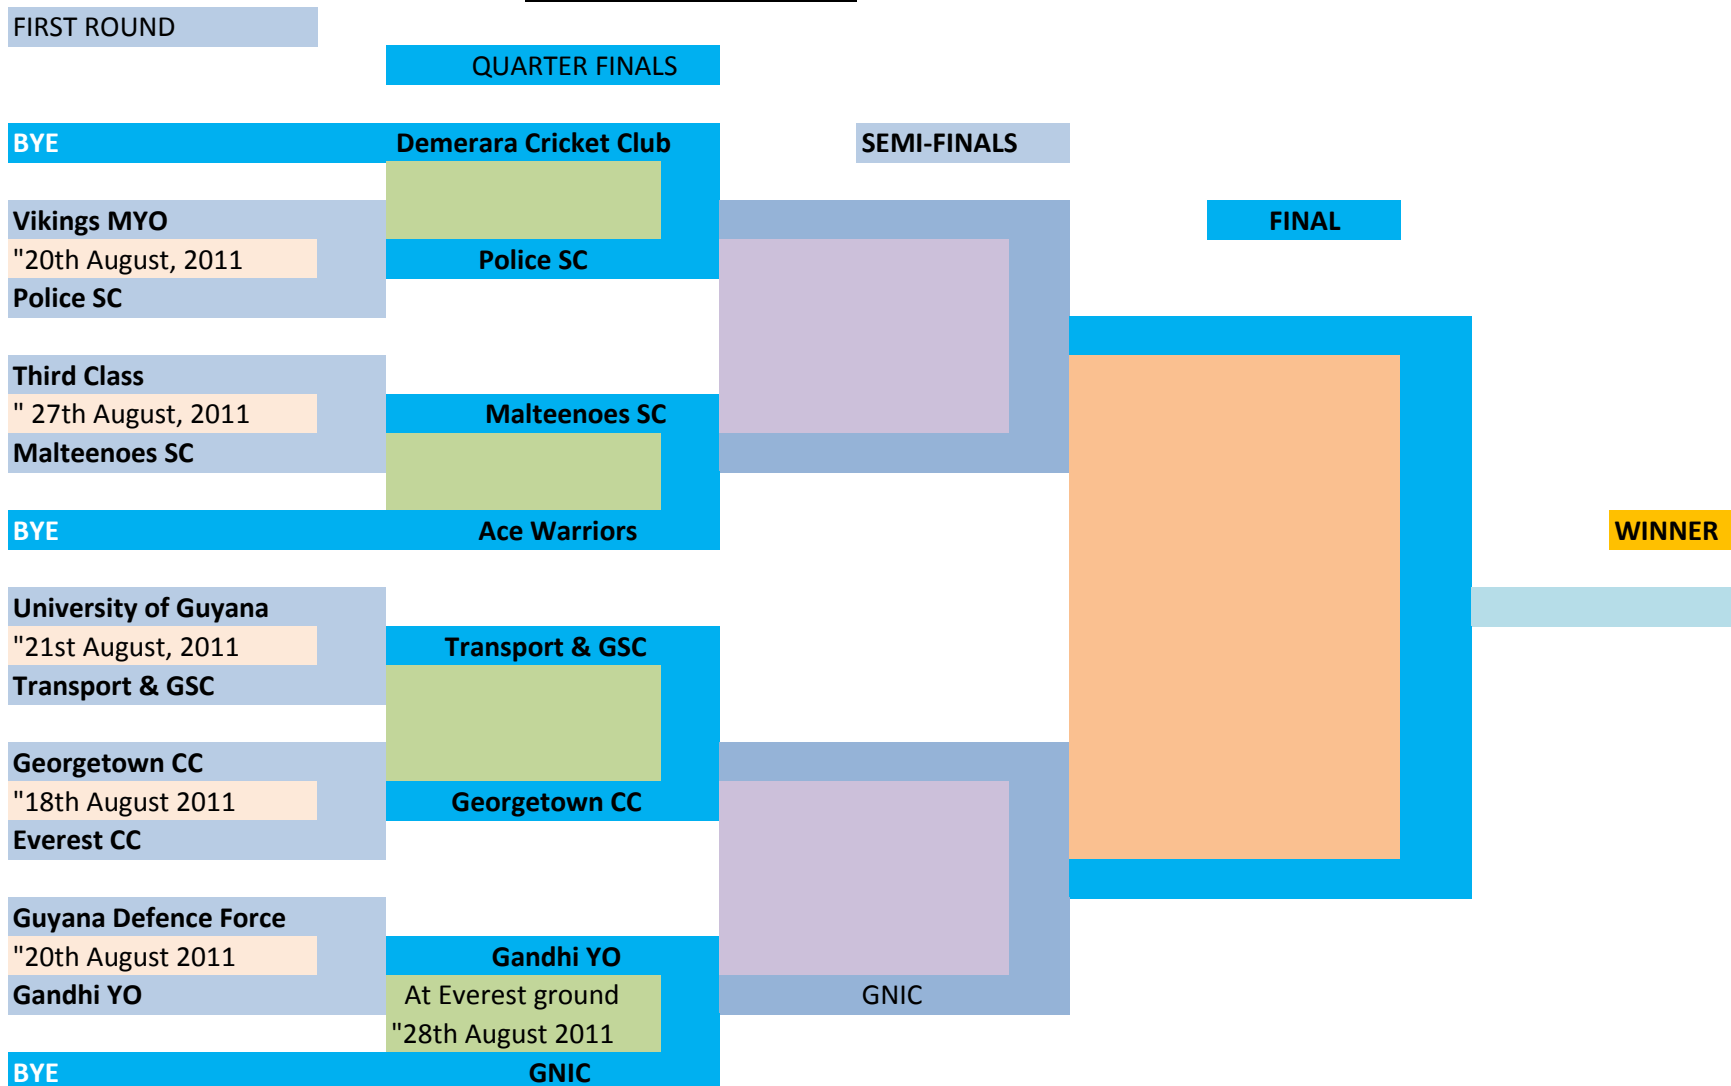 FIRST ROUND
QUARTER FINALS
BYE Demerara Cricket Club SEMI-FINALS
Vikings MYO FINAL
"20th August, 2011 Police SC
Police SC
Third Class
" 27th August, 2011 Malteenoes SC
Malteenoes SC
BYE Ace Warriors WINNER
University of Guyana
"21st August, 2011 Transport & GSC
Transport & GSC
Georgetown CC
"18th August 2011 Georgetown CC
Everest CC
Guyana Defence Force
"20th August 2011 Gandhi YO
Gandhi YO At Everest ground GNIC
"28th August 2011
BYE GNIC